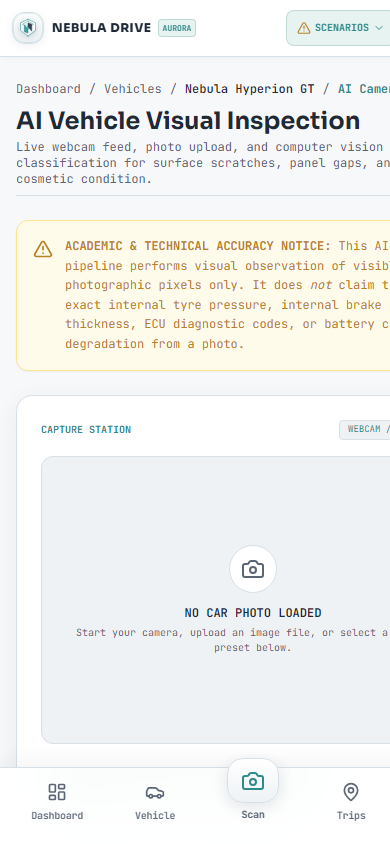 NEBULA DRIVE AURORA SCENARIOS
Dashboard / Vehicles / Nebula Hyperion GT / AI Camer
AI Vehicle Visual Inspection
Live webcam feed, photo upload, and computer vision
classification for surface scratches, panel gaps, an
cosmetic condition.
ACADEMIC & TECHNICAL ACCURACY NOTICE: This AI
pipeline performs visual observation of visib
photographic pixels only. It does not claim t
exact internal tyre pressure, internal brake
thickness, ECU diagnostic codes, or battery c
degradation from a photo.
CAPTURE STATION WEBCAM /
NO CAR PHOTO LOADED
Start your camera, upload an image file, or select a
preset below.
Dashboard Vehicle Scan Trips